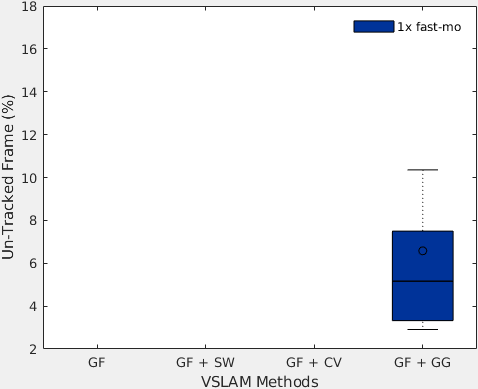 18
1x fast-mo
16
14
12
10
8
6
4
2
Un-Tracked Frame (%)
GF GF + SW GF + CV GF + GG
VSLAM Methods